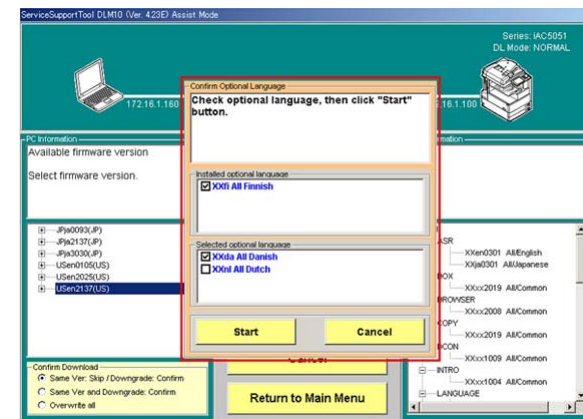 ServiceSupportTool DLM10 (Ver. 4.23E) Assist Mode
Series: iAC5051
DL Mode: NORMAL
172.16.1.160
.16.1.100
PC Information
Available firmware version
Select firmware version.
Confirm Optional Language
Check optional language, then click "Start"
button.
Installed optional language
XXfi All Finnish
Selected optional language
XXda All Danish
XXnl All Dutch
Start
Cancel
JPja0093(JP)
JPja2137(JP)
JPja3030(JP)
USen0105(US)
USen2025(US)
USen2137(US)
ASR
XXen0301 All/English
XXja0301 All/Japanese
BOX
XXxx2019 All/Common
BROWSER
XXxx2008 All/Common
COPY
XXxx2019 All/Common
DCON
XXxx1009 All/Common
INTRO
XXxx1004 All/Common
LANGUAGE
Confirm Download
Same Ver: Skip / Downgrade: Confirm
Same Ver and Downgrade: Confirm
Overwrite all
Return to Main Menu